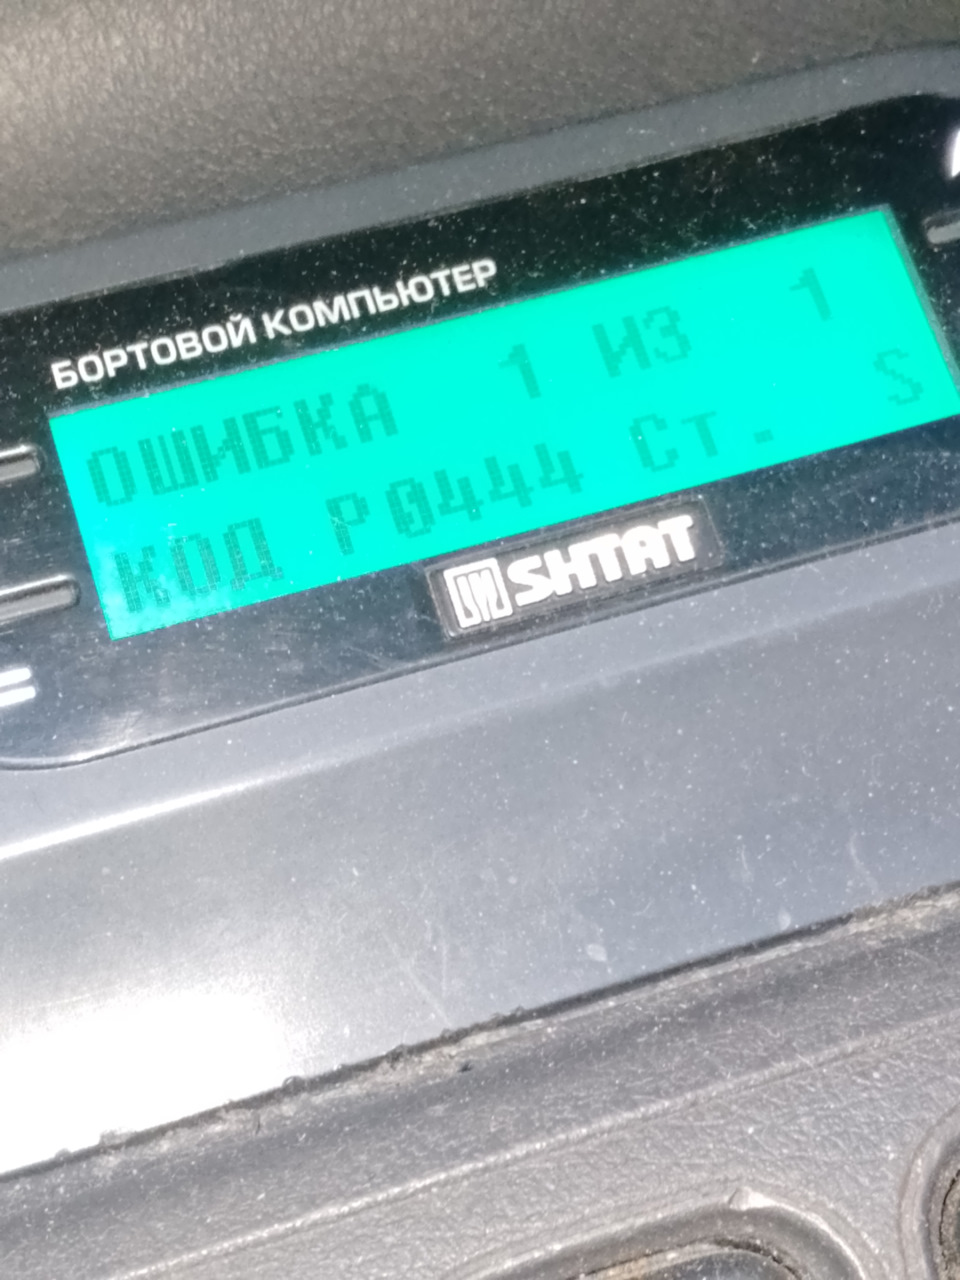 БОРТОВОЙ КОМПЬЮТЕР
ОШИБКА 1 ИЗ 1
КОД P0444 Ст. S
SHTAT